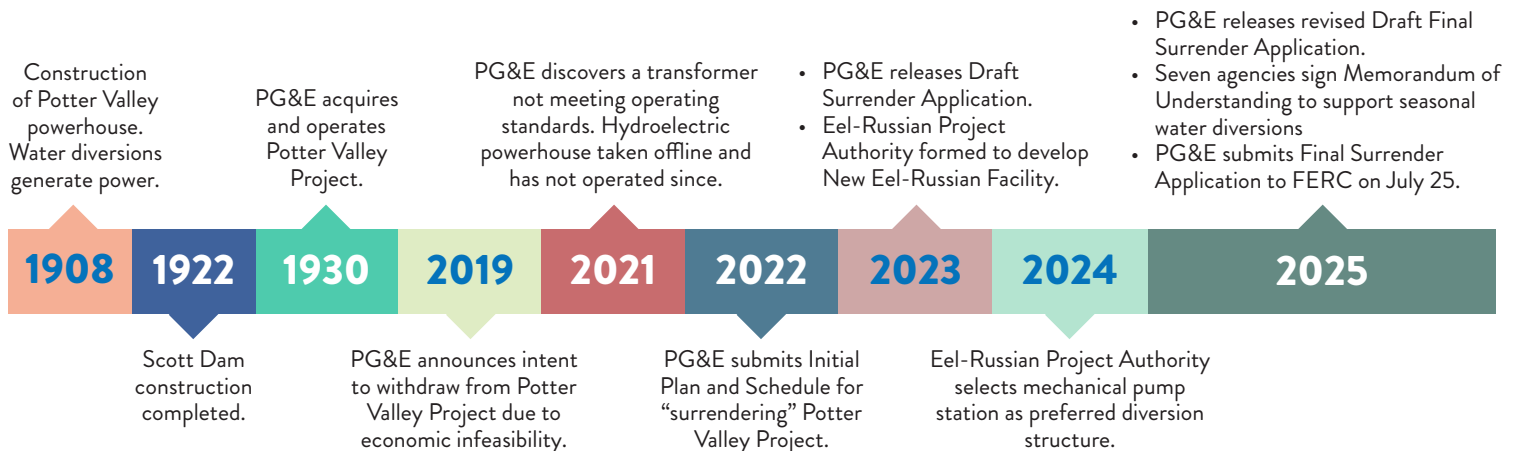 Construction
of Potter Valley
powerhouse.
Water diversions
generate power.
PG&E acquires
and operates
Potter Valley
Project.
PG&E discovers a transformer
not meeting operating
standards. Hydroelectric
powerhouse taken offline and
has not operated since.
• PG&E releases Draft
Surrender Application.
• Eel-Russian Project
Authority formed to develop
New Eel-Russian Facility.
• PG&E releases revised Draft Final
Surrender Application.
• Seven agencies sign Memorandum of
Understanding to support seasonal
water diversions
• PG&E submits Final Surrender
Application to FERC on July 25.
1908
1922
1930
2019
2021
2022
2023
2024
2025
Scott Dam
construction
completed.
PG&E announces intent
to withdraw from Potter
Valley Project due to
economic infeasibility.
PG&E submits Initial
Plan and Schedule for
“surrendering” Potter
Valley Project.
Eel-Russian Project Authority
selects mechanical pump
station as preferred diversion
structure.